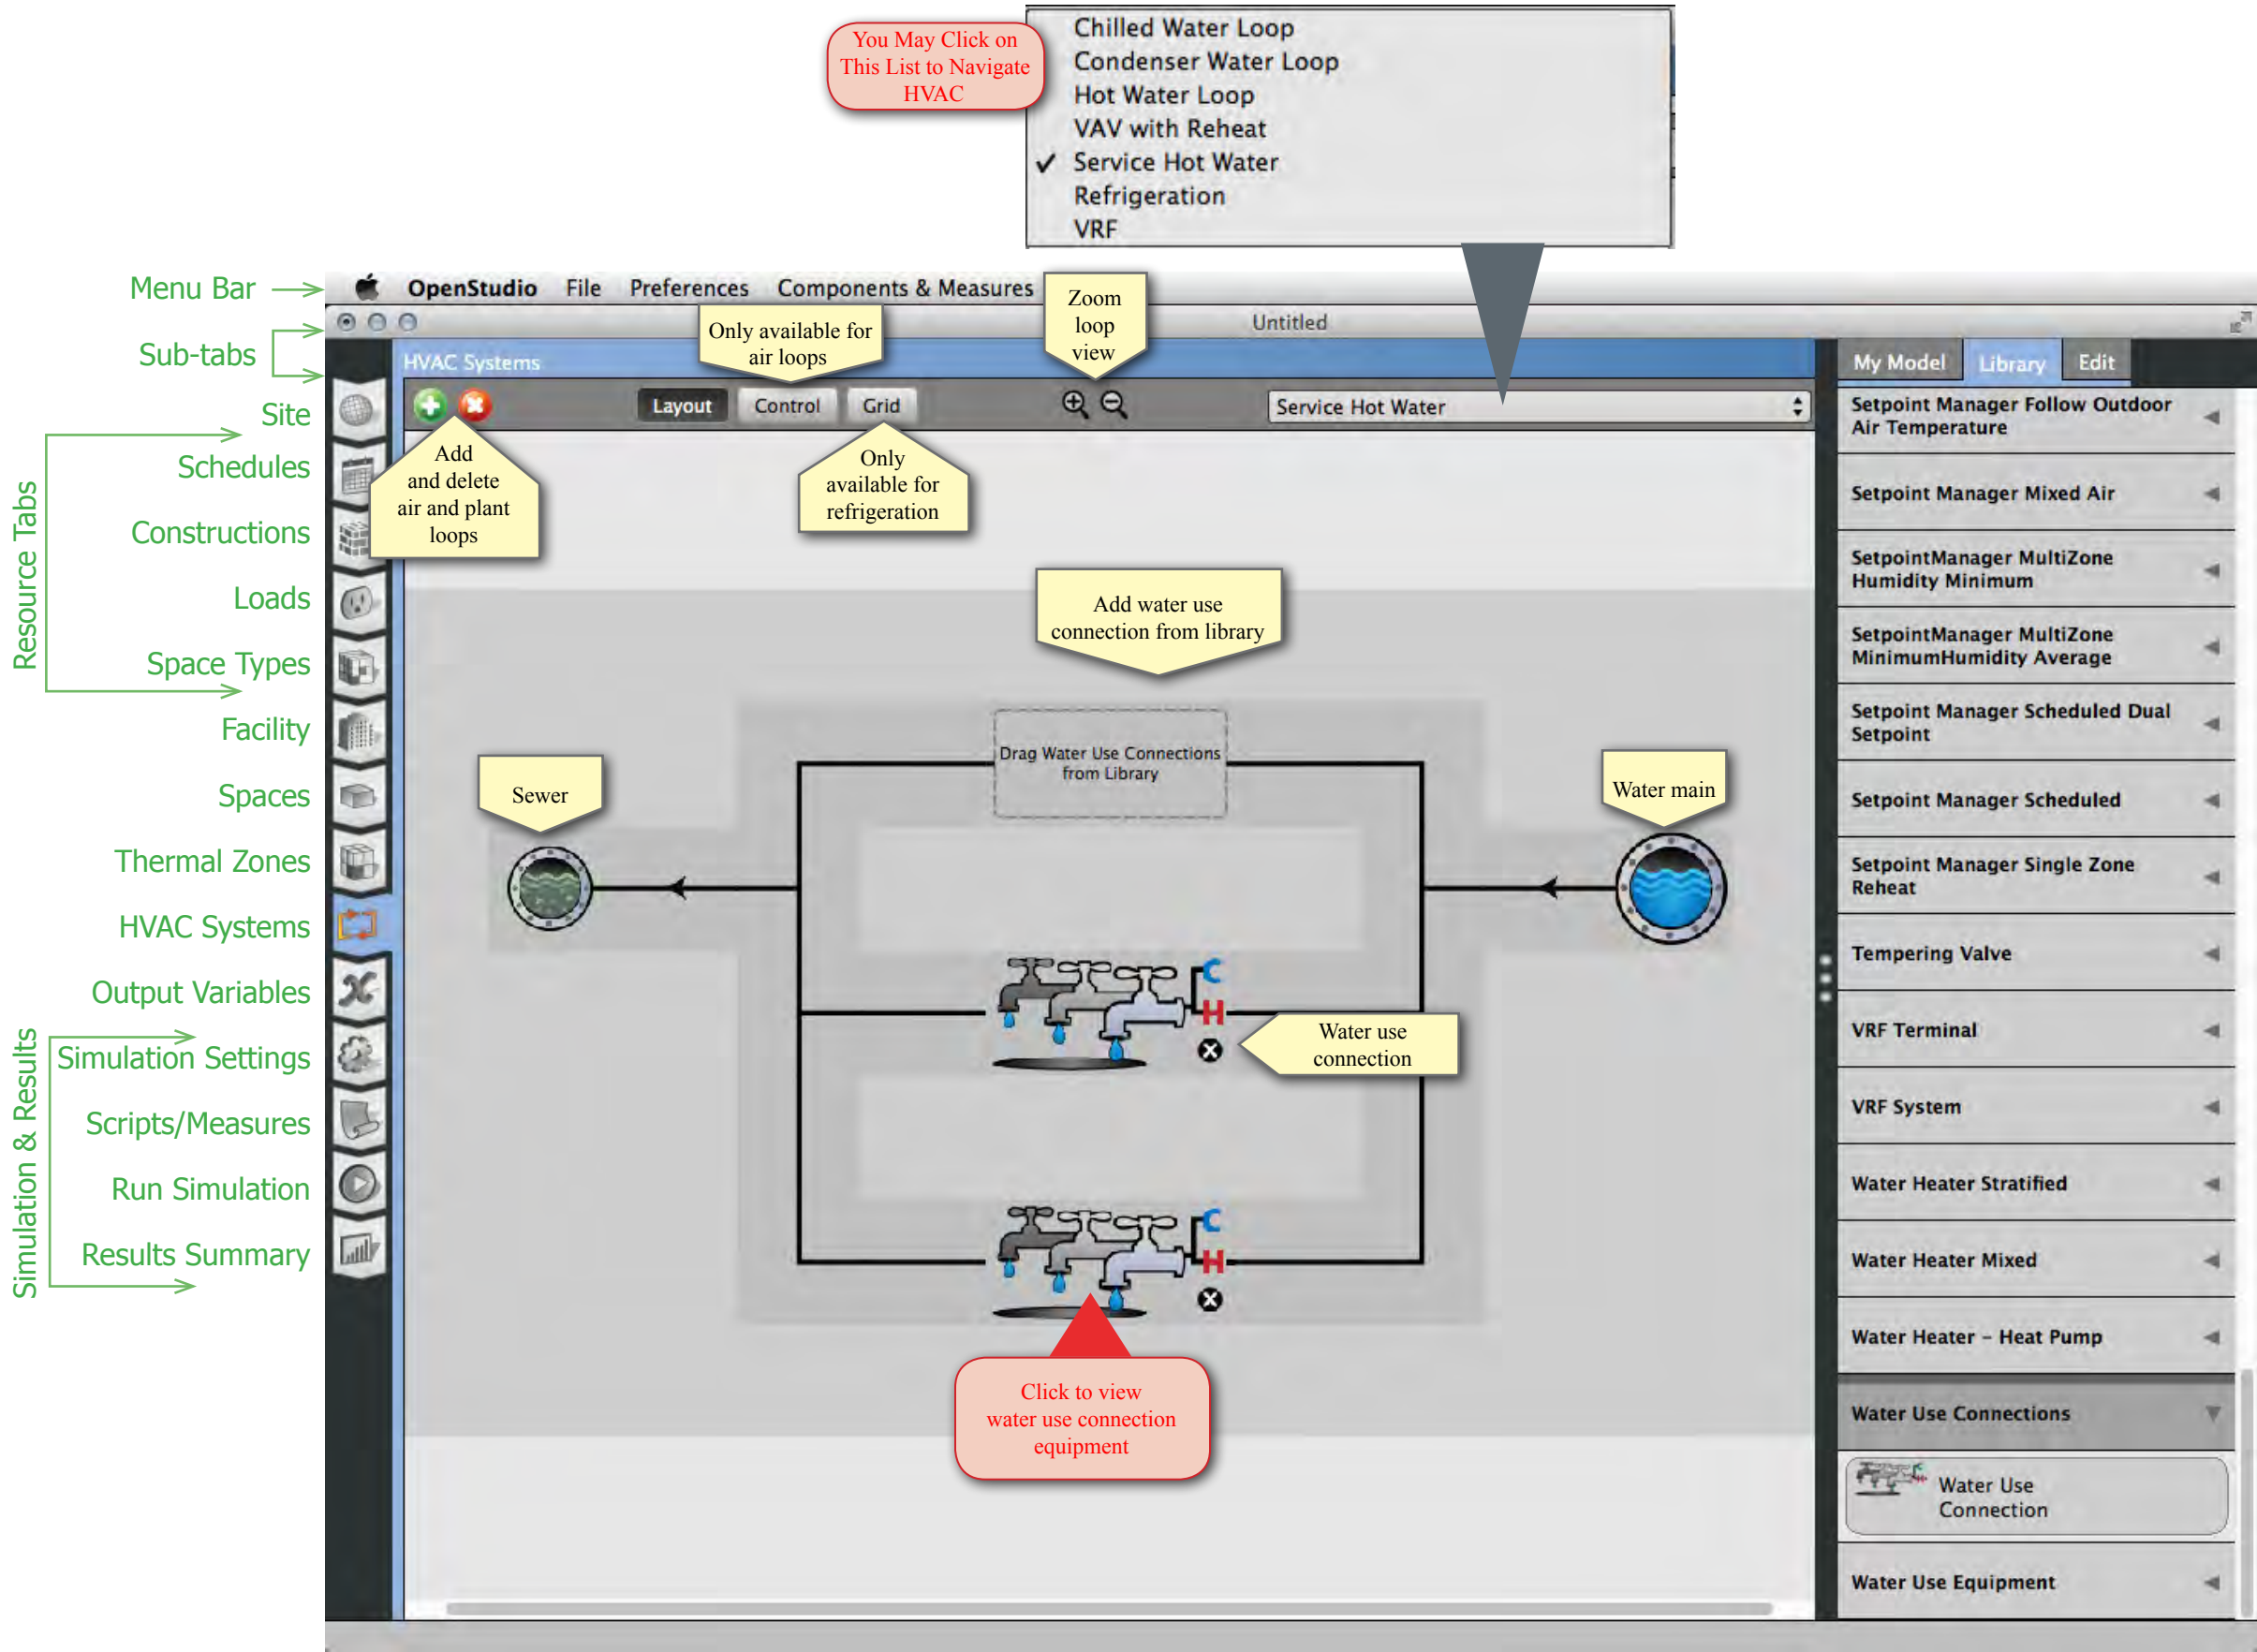 Chilled Water Loop
Condenser Water Loop
Hot Water Loop
VAV with Reheat
✓ Service Hot Water
Refrigeration
VRF
You May Click on
This List to Navigate
HVAC
Menu Bar
OpenStudio File Preferences Components & Measures
Untitled
Sub-tabs
HVAC Systems
Only available for
air loops
Zoom
loop
view
My Model Library Edit
Layout Control Grid
Service Hot Water
Add
and delete
air and plant
loops
Only
available for
refrigeration
Resource Tabs
Site
Schedules
Constructions
Loads
Space Types
Facility
Spaces
Thermal Zones
HVAC Systems
Output Variables
Simulation & Results
Simulation Settings
Scripts/Measures
Run Simulation
Results Summary
Add water use
connection from library
Drag Water Use Connections
from Library
Sewer
Water main
C
H
Water use
connection
C
H
Click to view
water use connection
equipment
Setpoint Manager Follow Outdoor
Air Temperature
Setpoint Manager Mixed Air
SetpointManager MultiZone
Humidity Minimum
SetpointManager MultiZone
MinimumHumidity Average
Setpoint Manager Scheduled Dual
Setpoint
Setpoint Manager Scheduled
Setpoint Manager Single Zone
Reheat
Tempering Valve
VRF Terminal
VRF System
Water Heater Stratified
Water Heater Mixed
Water Heater – Heat Pump
Water Use Connections
Water Use
Connection
Water Use Equipment